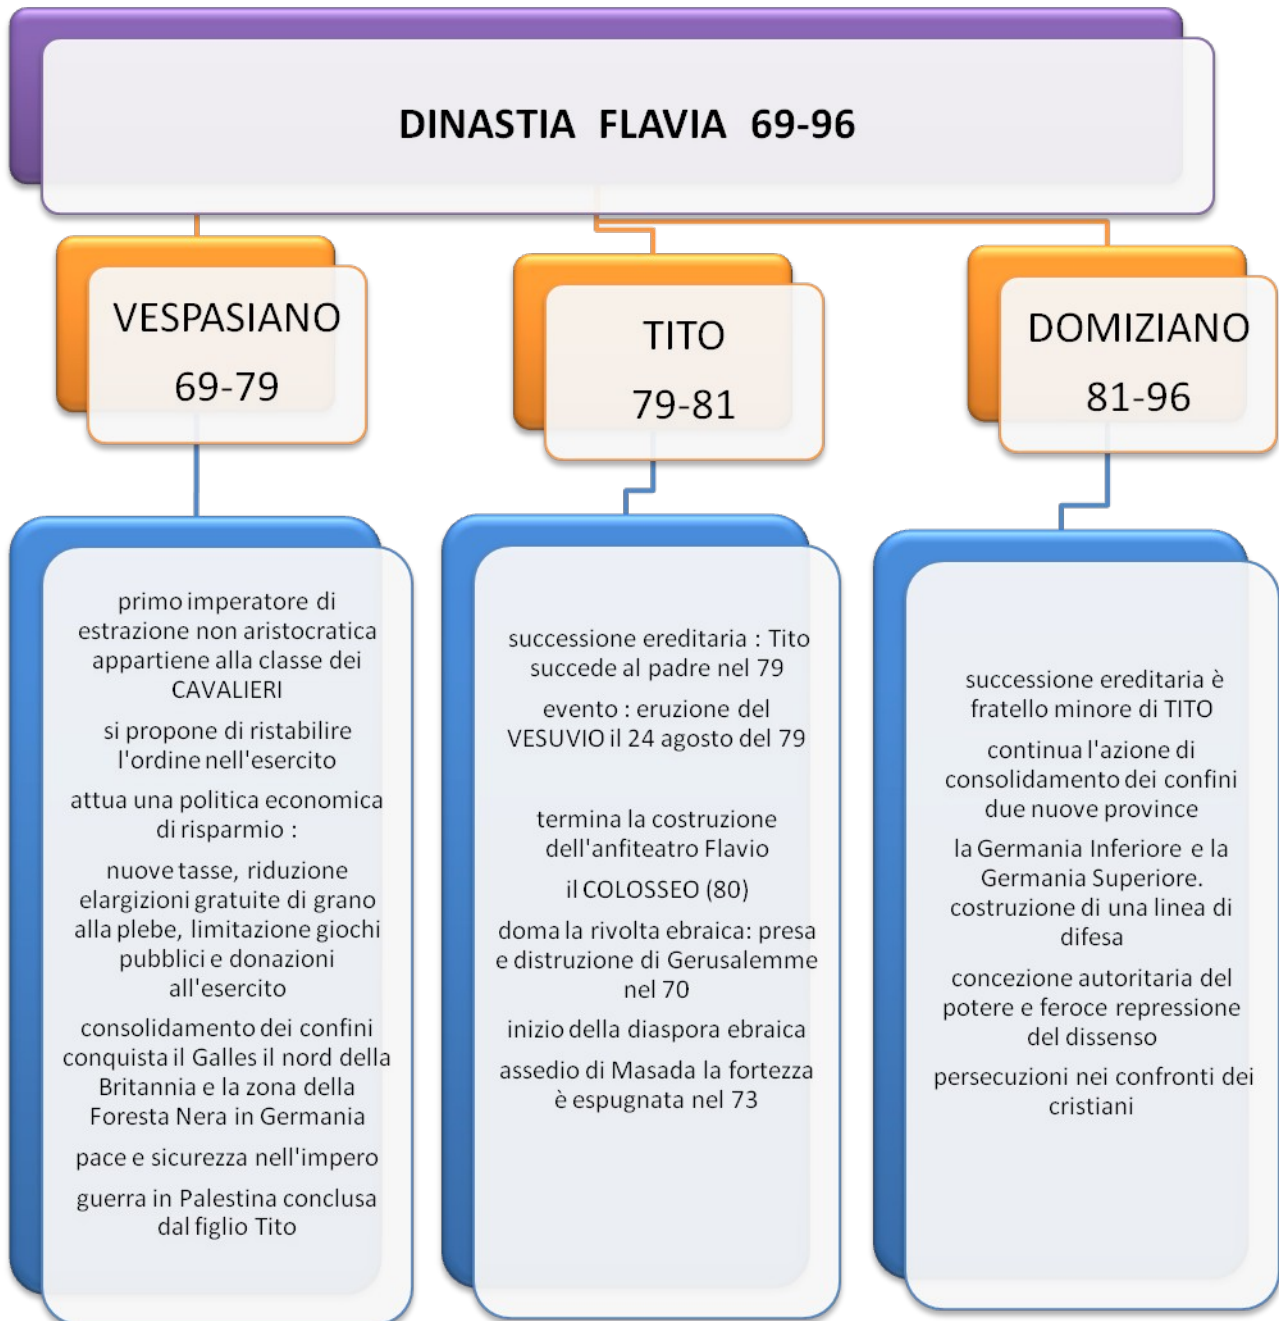 DINASTIA FLAVIA 69-96
VESPASIANO
69-79
TITO
79-81
DOMIZIANO
81-96
primo imperatore di
estrazione non aristocratica
appartiene alla classe dei
CAVALIERI
si propone di ristabilire
l'ordine nell'esercito
attua una politica economica
di risparmio :
nuove tasse, riduzione
elargizioni gratuite di grano
alla plebe, limitazione giochi
pubblici e donazioni
all'esercito
consolidamento dei confini
conquista il Galles il nord della
Britannia e la zona della
Foresta Nera in Germania
pace e sicurezza nell'impero
guerra in Palestina conclusa
dal figlio Tito
successione ereditaria : Tito
succede al padre nel 79
evento : eruzione del
VESUVIO il 24 agosto del 79
termina la costruzione
dell'anfiteatro Flavio
il COLOSSEO (80)
doma la rivolta ebraica: presa
e distruzione di Gerusalemme
nel 70
inizio della diaspora ebraica
assedio di Masada la fortezza
è espugnata nel 73
successione ereditaria è
fratello minore di TITO
continua l'azione di
consolidamento dei confini
due nuove province
la Germania Inferiore e la
Germania Superiore.
costruzione di una linea di
difesa
concezione autoritaria del
potere e feroce repressione
del dissenso
persecuzioni nei confronti dei
cristiani